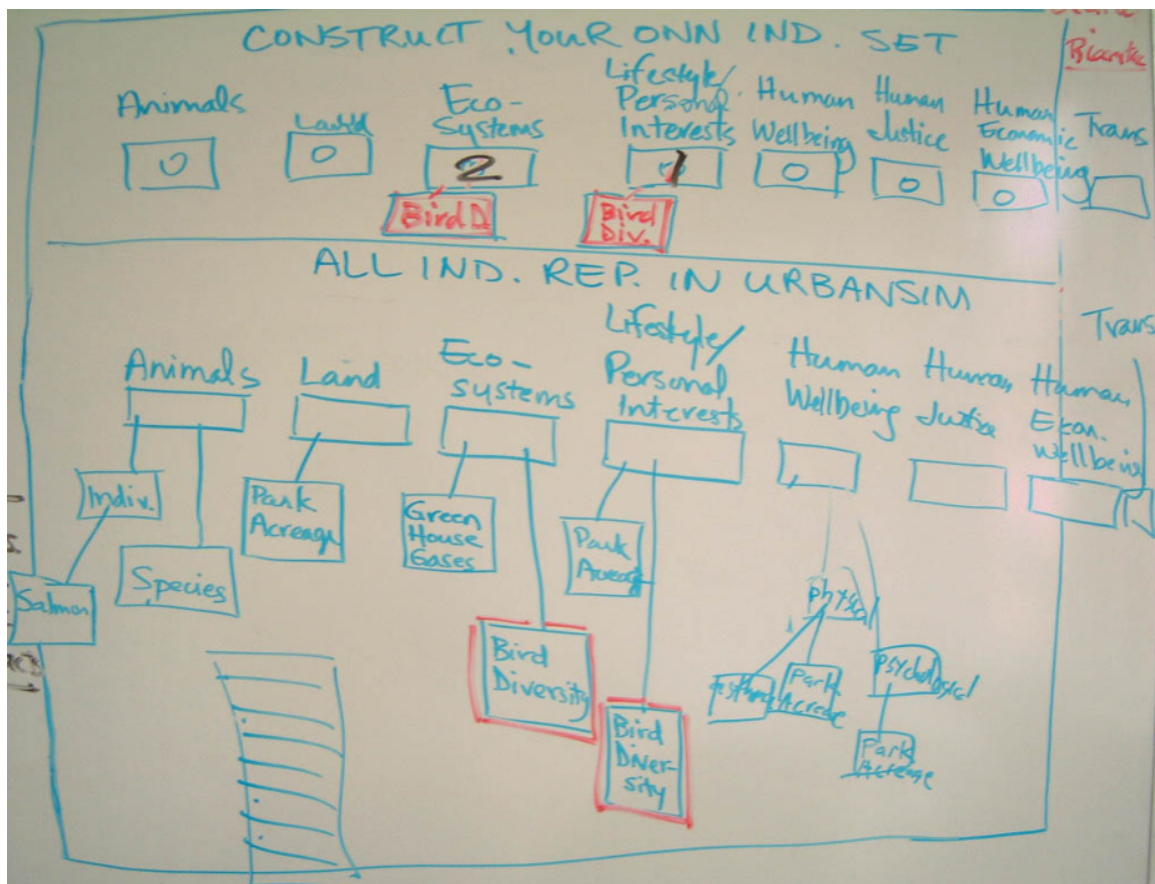 CONSTRUCT YOUR ONN IND. SET
Animals
0
Land
0
Eco-
Systems
2
Bird D
Lifestyle/
Personal
Interests
1
Bird
Div.
Human
Wellbeing
0
Human
Justice
0
Human
Economic
Wellbeing
0
Trans
ALL IND. REP. IN URBANSIM
Animals
Indiv.
Salmon
Species
Land
Park
Acreage
Eco-
systems
Green
House
Gases
Bird
Diversity
Lifestyle/
Personal
Interests
Park
Acreage
Bird
Diver-
sity
Human
Wellbeing
physical
Asthma
Park
Acreage
Psychological
Park
Acreage
Human
Justice
Human
Econ.
Wellbeing
Trans